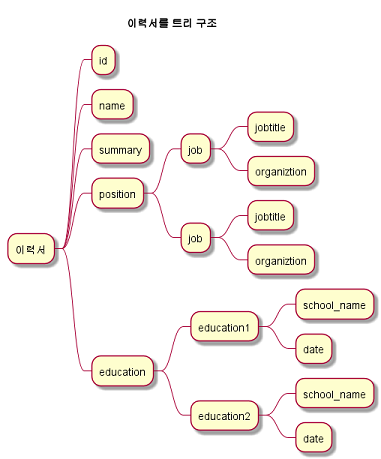 이력서를 트리 구조
id
name
summary
position
job
jobtitle
organiztion
job
jobtitle
organiztion
이력서
education
education1
school_name
date
education2
school_name
date